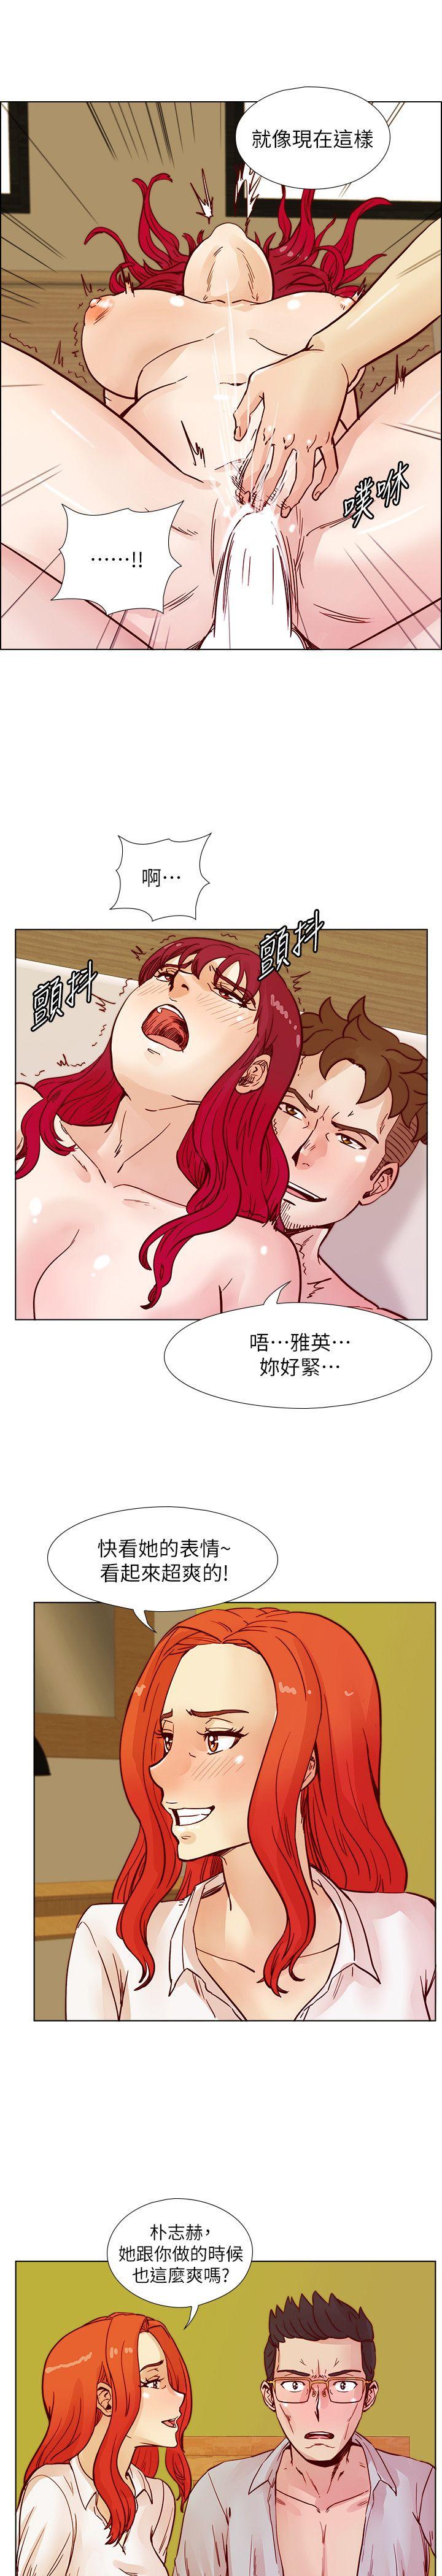 就像現在這樣
噗咻
⋯⋯!!
啊⋯
顫抖
顫抖
唔⋯雅英⋯
妳好緊⋯
快看她的表情~
看起來超爽的!
朴志赫,
她跟你做的時候
也這麼爽嗎?